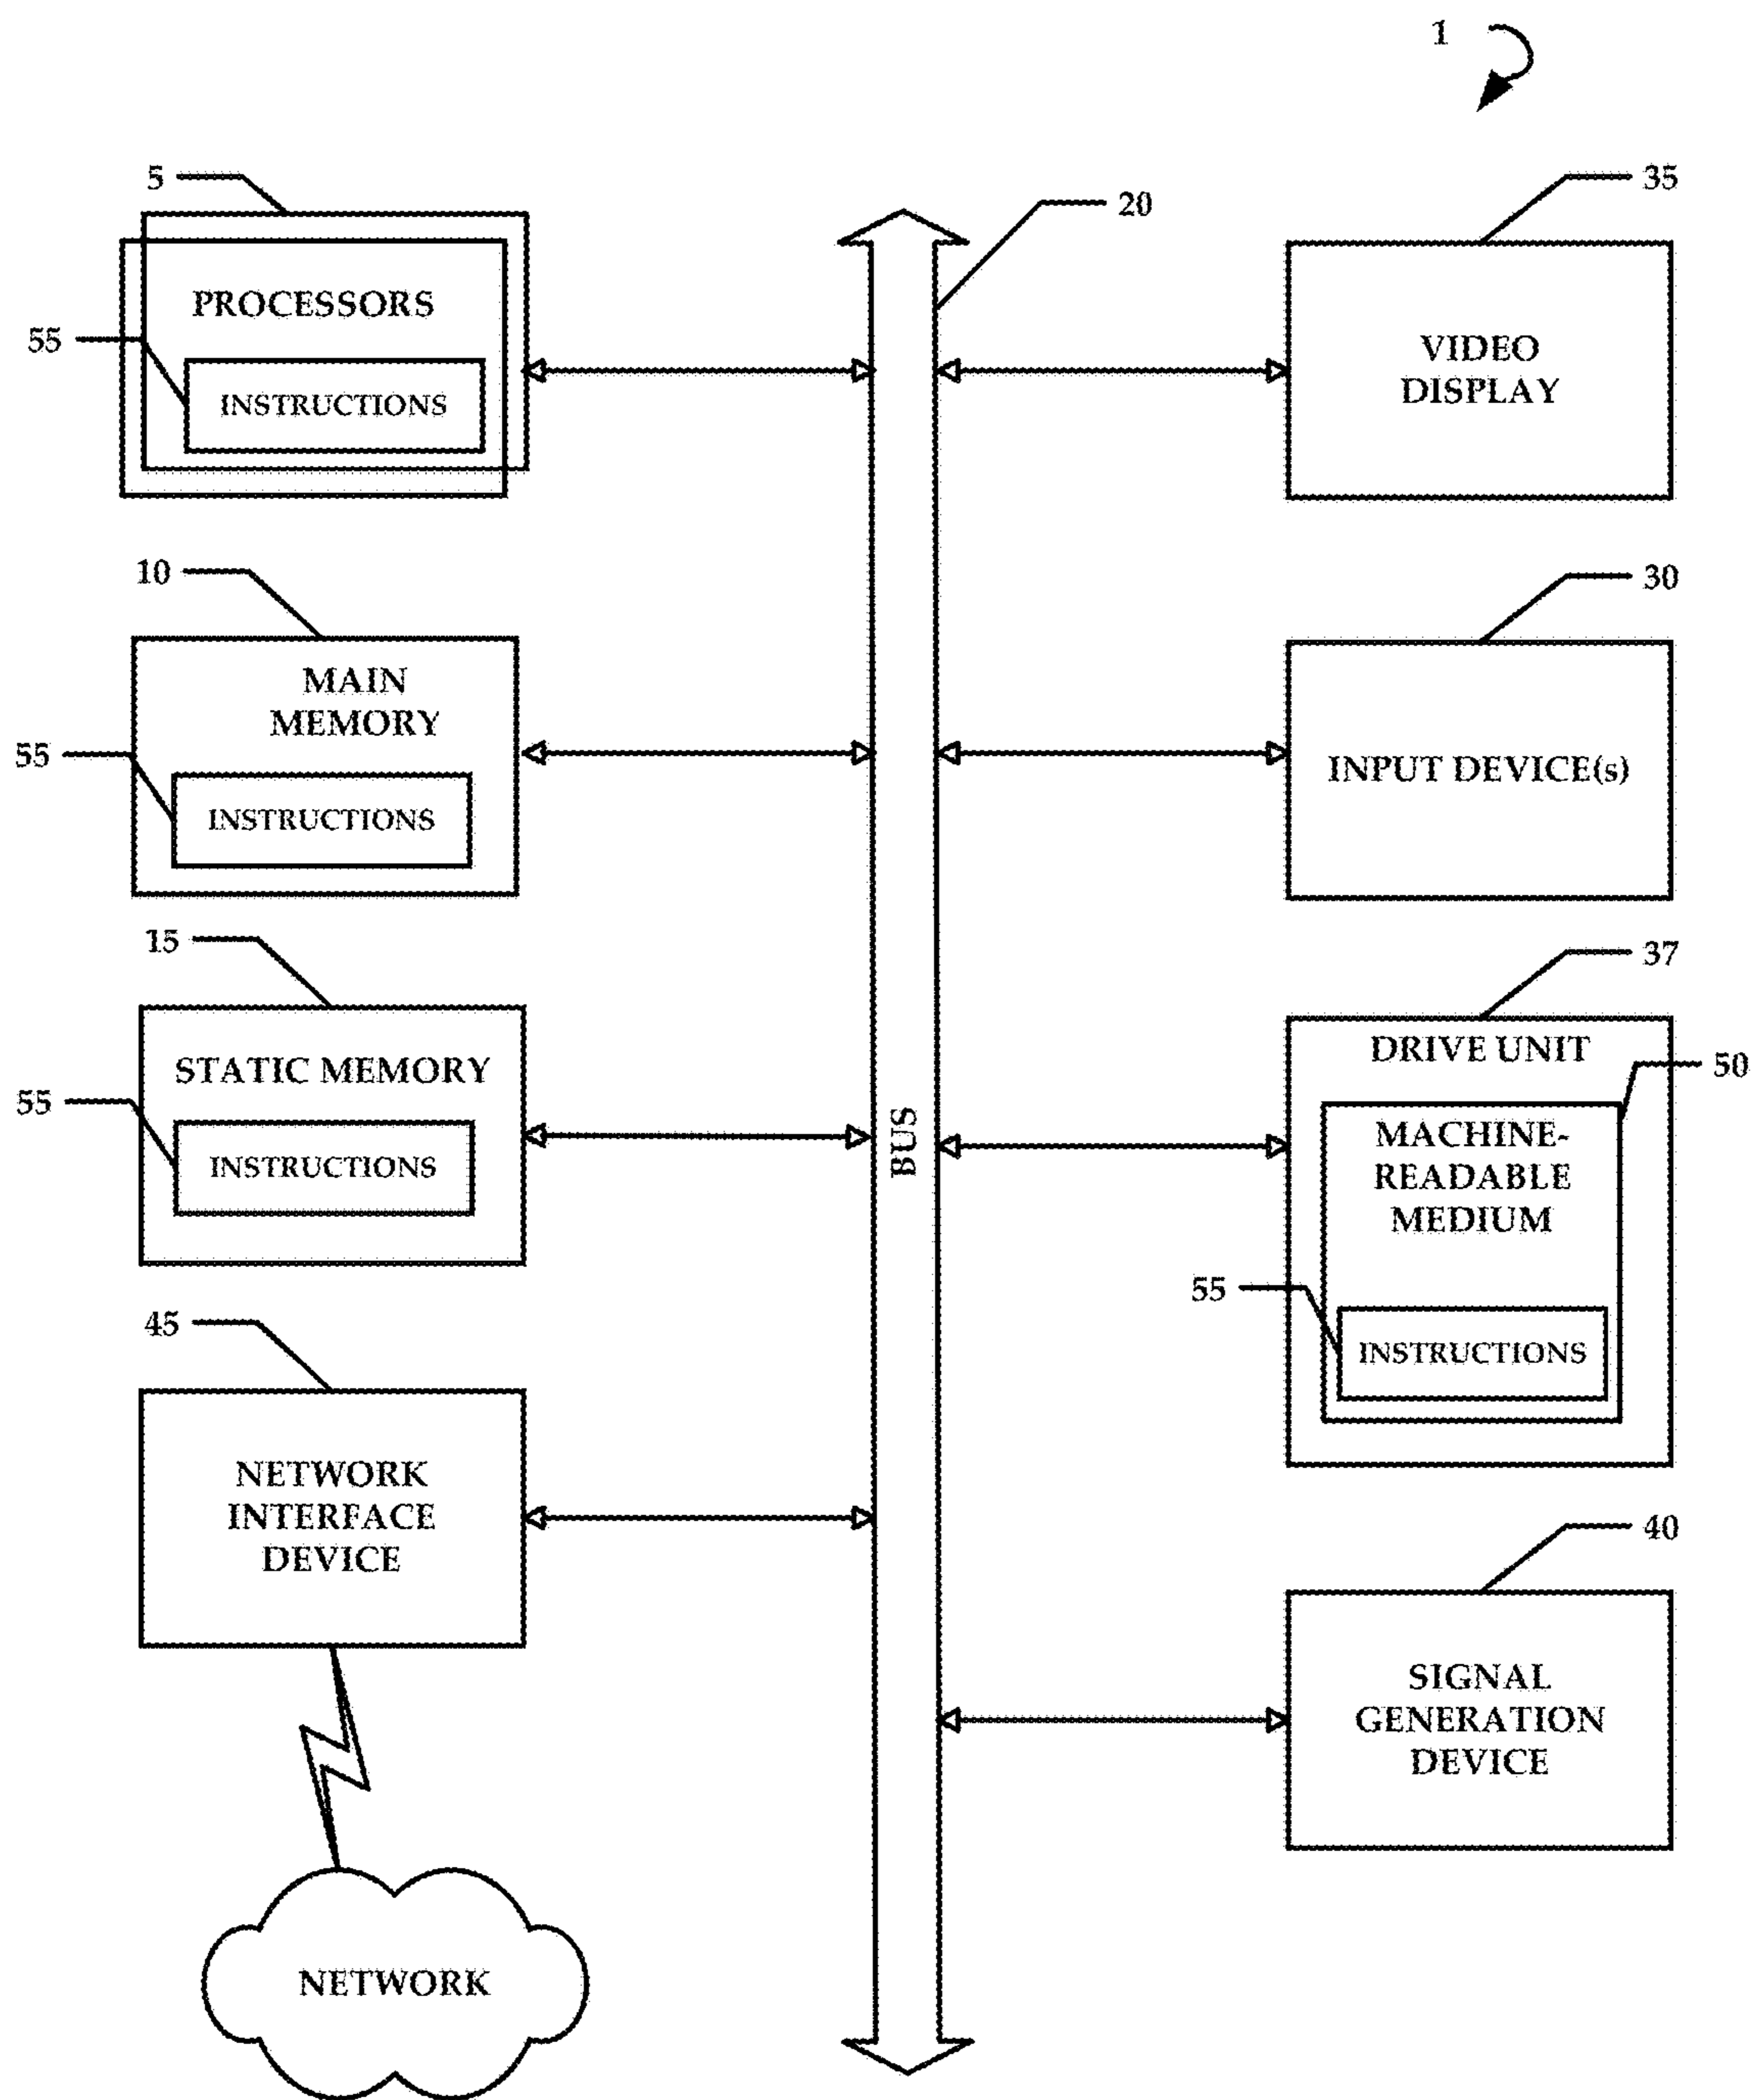 1
5
PROCESSORS
55
INSTRUCTIONS
10
MAIN
MEMORY
55
INSTRUCTIONS
15
STATIC MEMORY
55
INSTRUCTIONS
45
NETWORK
INTERFACE
DEVICE
NETWORK
20
BUS
35
VIDEO
DISPLAY
30
INPUT DEVICE(s)
37
DRIVE UNIT
50
MACHINE-
READABLE
MEDIUM
55
INSTRUCTIONS
40
SIGNAL
GENERATION
DEVICE